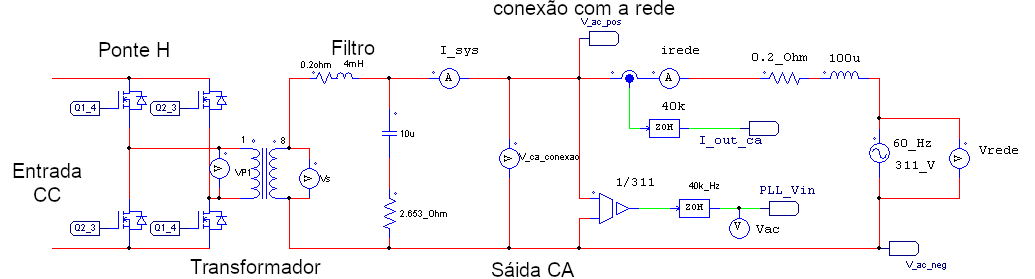 conexão com a rede
V_ac_pos
Ponte H
Filtro
I_sys
irede
0.2_Ohm
100u
0.2ohm
4mH
A
A
Q1_4
Q2_3
40k
ZOH
I_out_ca
10u
1
8
VP1
V
V
Vs
V
V_ca_conexao
60_Hz
311_V
V
Vrede
Entrada
CC
1/311
40k_Hz
ZOH
PLL_Vin
V
Vac
2.653_Ohm
Q2_3
Q1_4
Transformador
Sáida CA
V_ac_neg